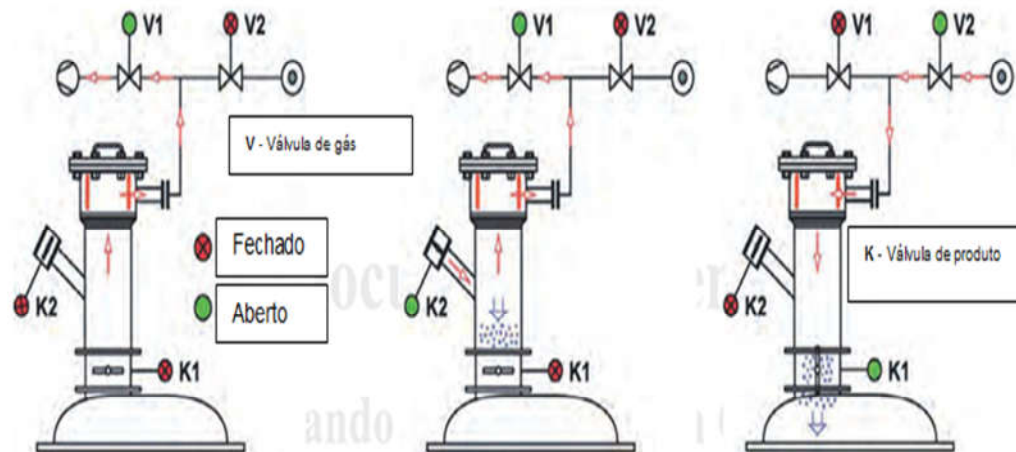 V1 V2
V - Válvula de gás
Fechado
Aberto
K2
K1
V1 V2
K2
K1
V1 V2
K - Válvula de produto
K2
K1
ando